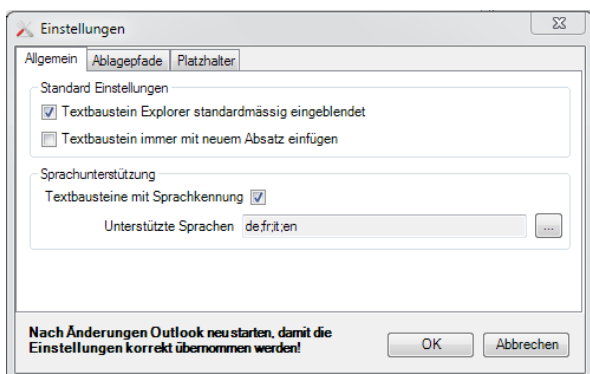 Einstellungen
Allgemein Ablagepfade Platzhalter
Standard Einstellungen
Textbaustein Explorer standardmässig eingeblendet
Textbaustein immer mit neuem Absatz einfügen
Sprachunterstützung
Textbausteine mit Sprachkennung
Unterstützte Sprachen de;fr;it;en ...
Nach Änderungen Outlook neu starten, damit die
Einstellungen korrekt übernommen werden!
OK Abbrechen